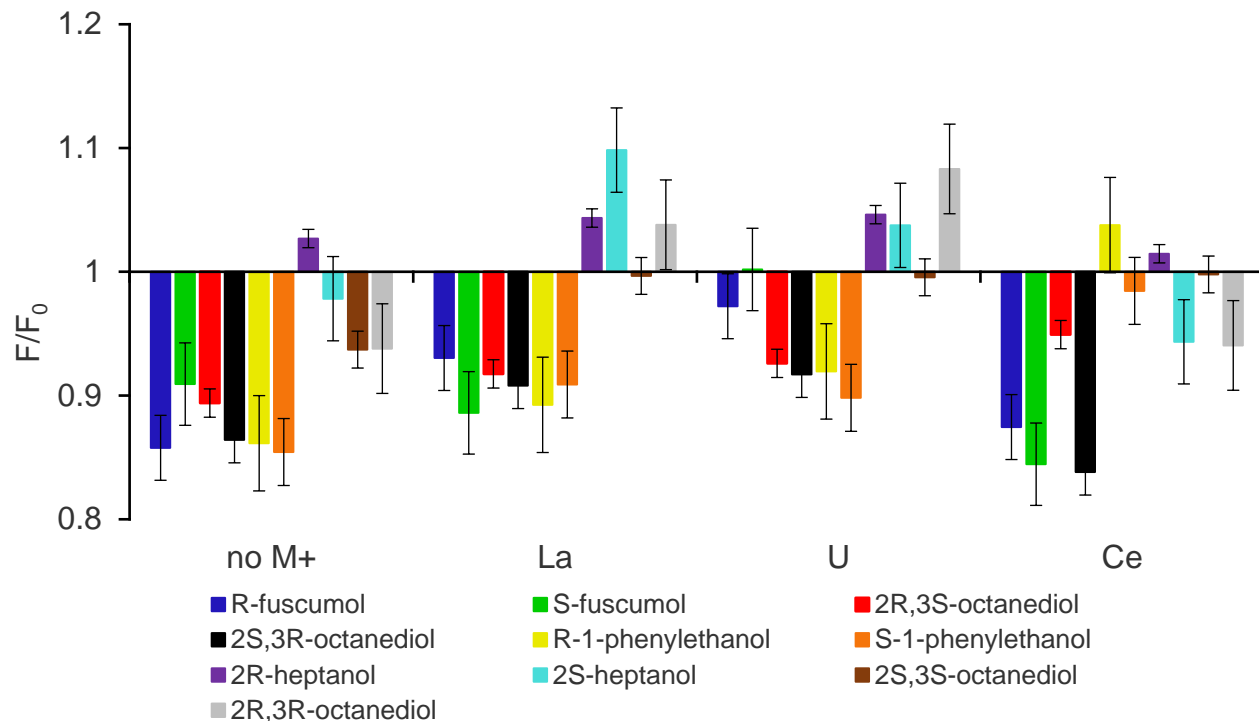 1.2
1.1
1
0.9
0.8
F/F0
no M+ La U Ce
R-fuscumol S-fuscumol 2R,3S-octanediol
2S,3R-octanediol R-1-phenylethanol S-1-phenylethanol
2R-heptanol 2S-heptanol 2S,3S-octanediol
2R,3R-octanediol